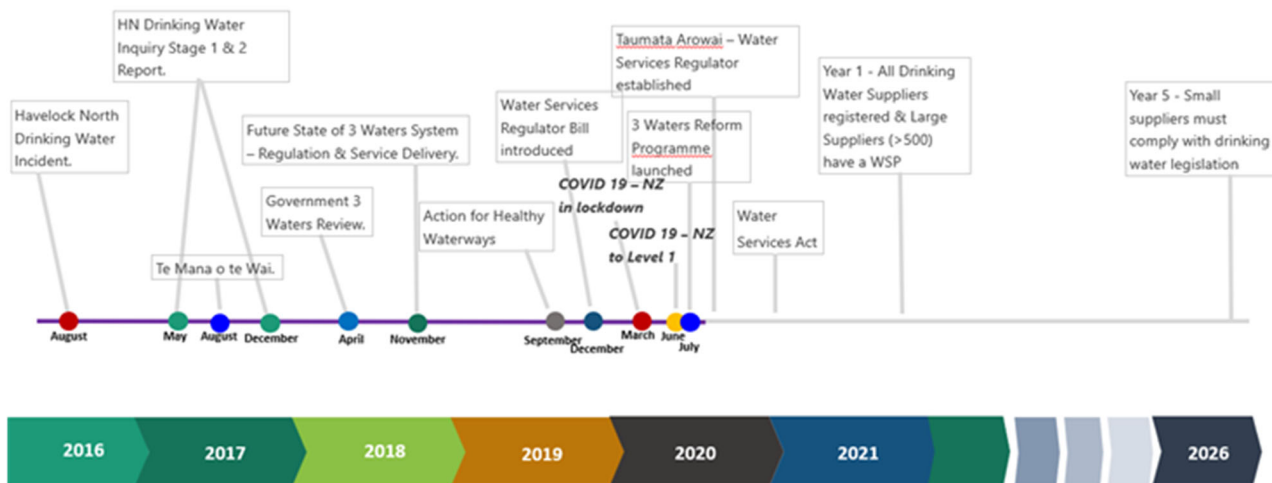 HN Drinking Water
Inquiry Stage 1 & 2
Report.
Havelock North
Drinking Water
Incident.
Te Mana o te Wai.
Future State of 3 Waters System
– Regulation & Service Delivery.
Government 3
Waters Review.
Action for Healthy
Waterways
Water Services
Regulator Bill
introduced
COVID 19 – NZ
in lockdown
COVID 19 – NZ
to Level 1
Taumata Arowai – Water
Services Regulator
established
3 Waters Reform
Programme
launched
Water
Services Act
Year 1 - All Drinking
Water Suppliers
registered & Large
Suppliers (>500)
have a WSP
Year 5 - Small
suppliers must
comply with drinking
water legislation
August
May
August
December
April
November
September
December
March
June
July
2016
2017
2018
2019
2020
2021
2026